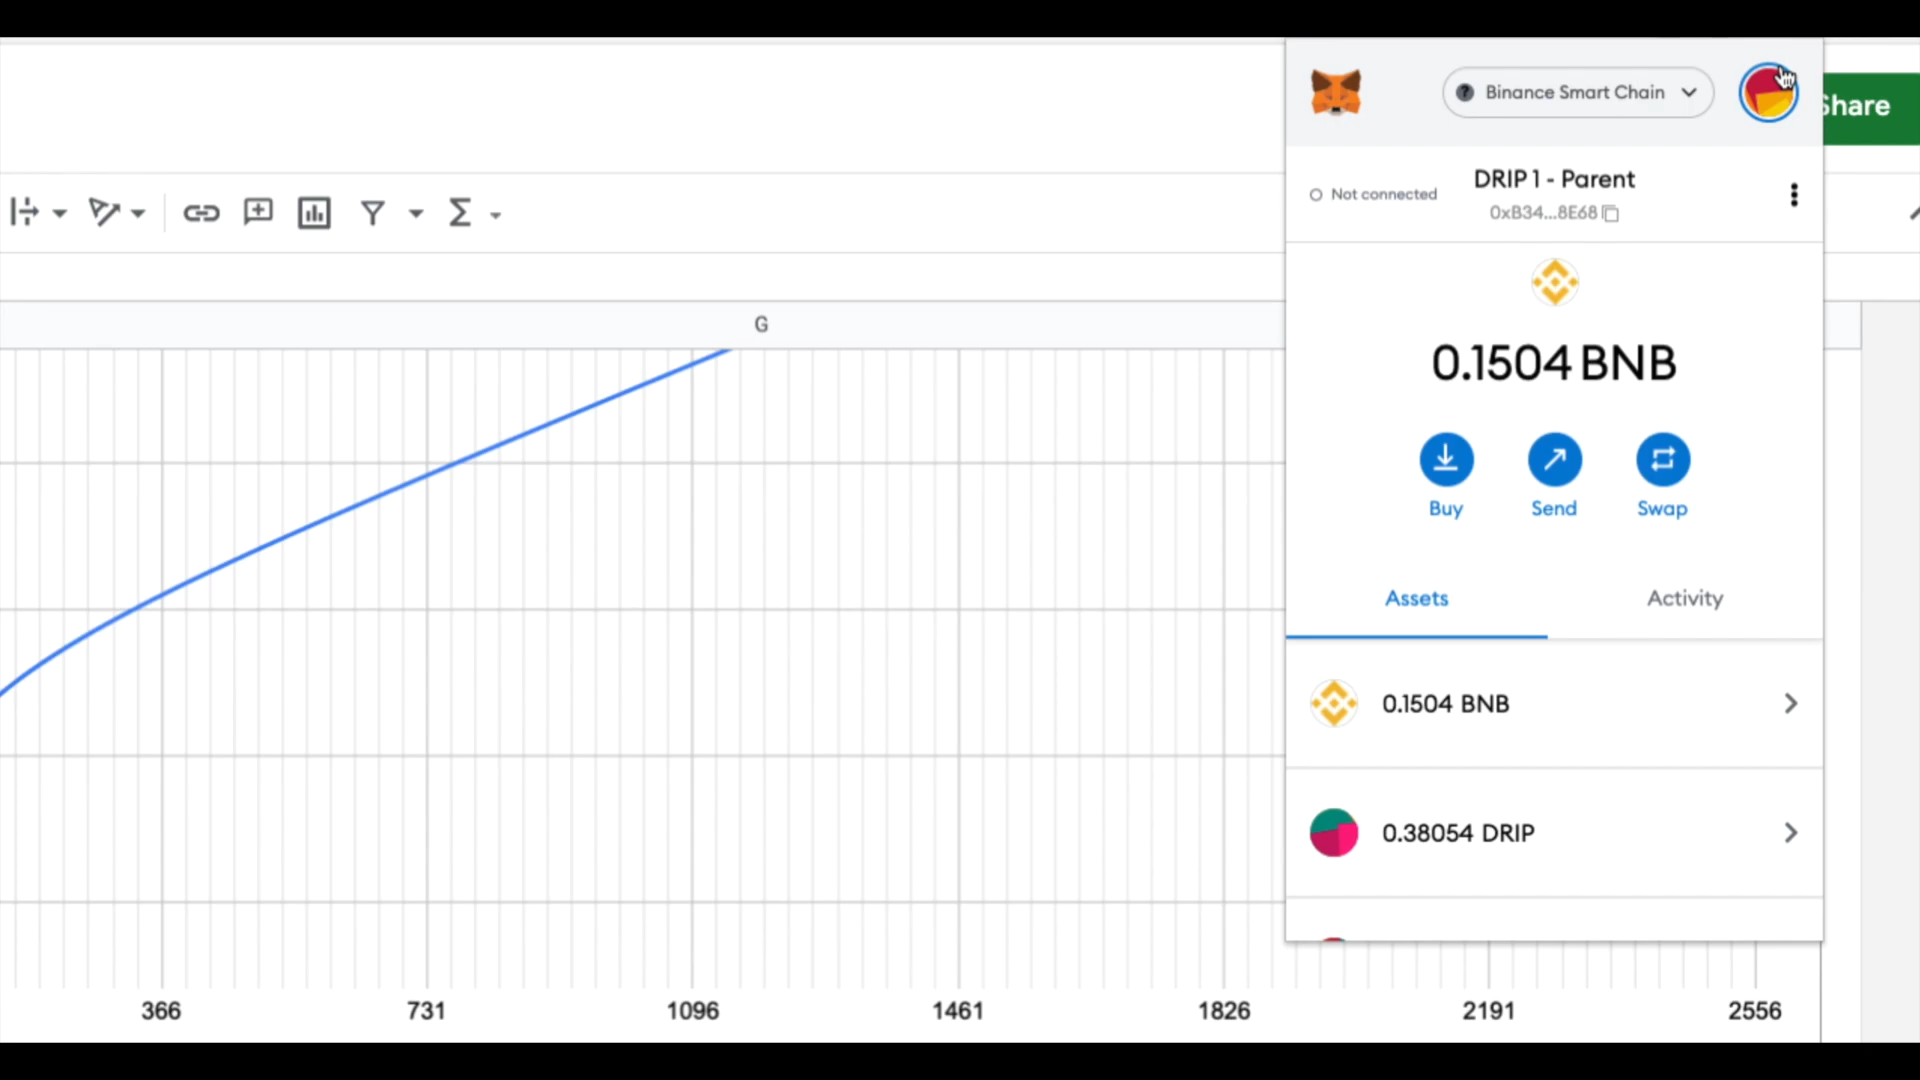 Binance Smart Chain
Share
DRIP 1 - Parent
Not connected
0xB34...8E68
G
0.1504 BNB
Buy
Send
Swap
Assets
Activity
0.1504 BNB
0.38054 DRIP
366
731
1096
1461
1826
2191
2556